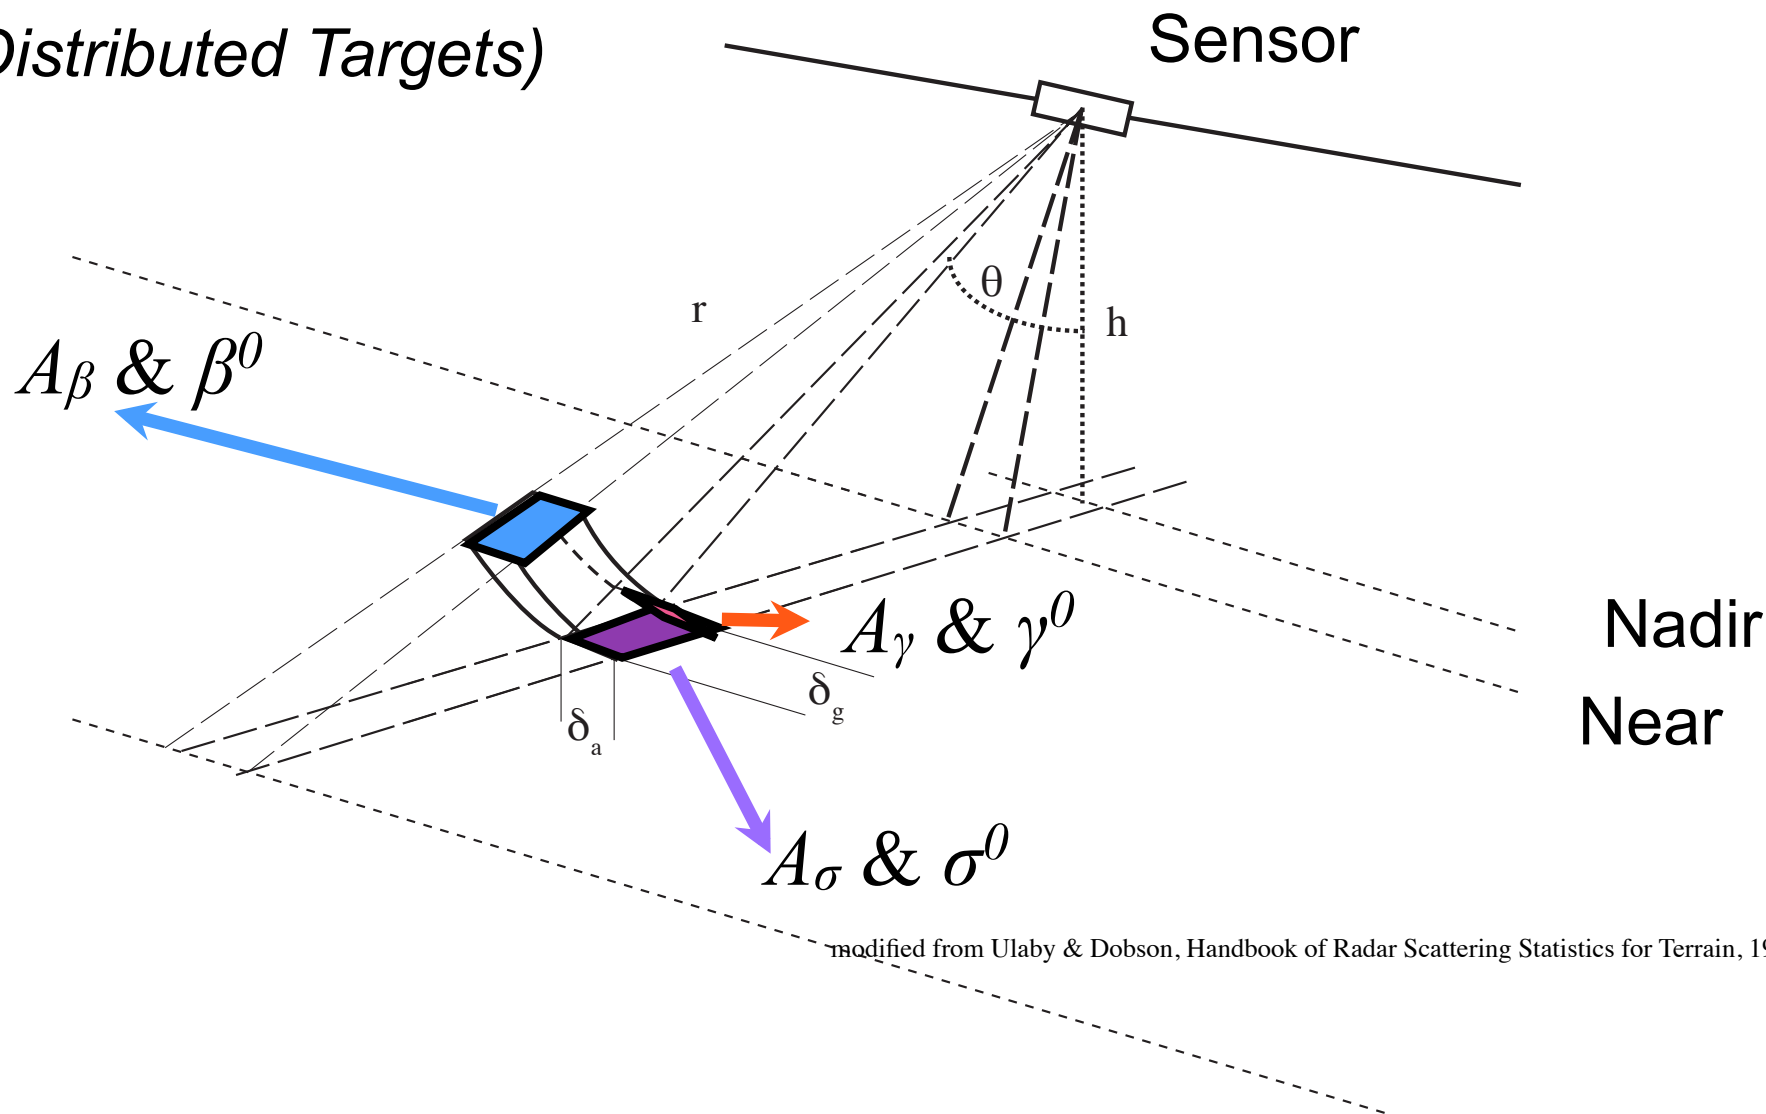 Distributed Targets)
Sensor
θ
r
h
Aβ & β0
Aγ & γ0
Nadir
δg
Near
δa
Aσ & σ0
modified from Ulaby & Dobson, Handbook of Radar Scattering Statistics for Terrain,